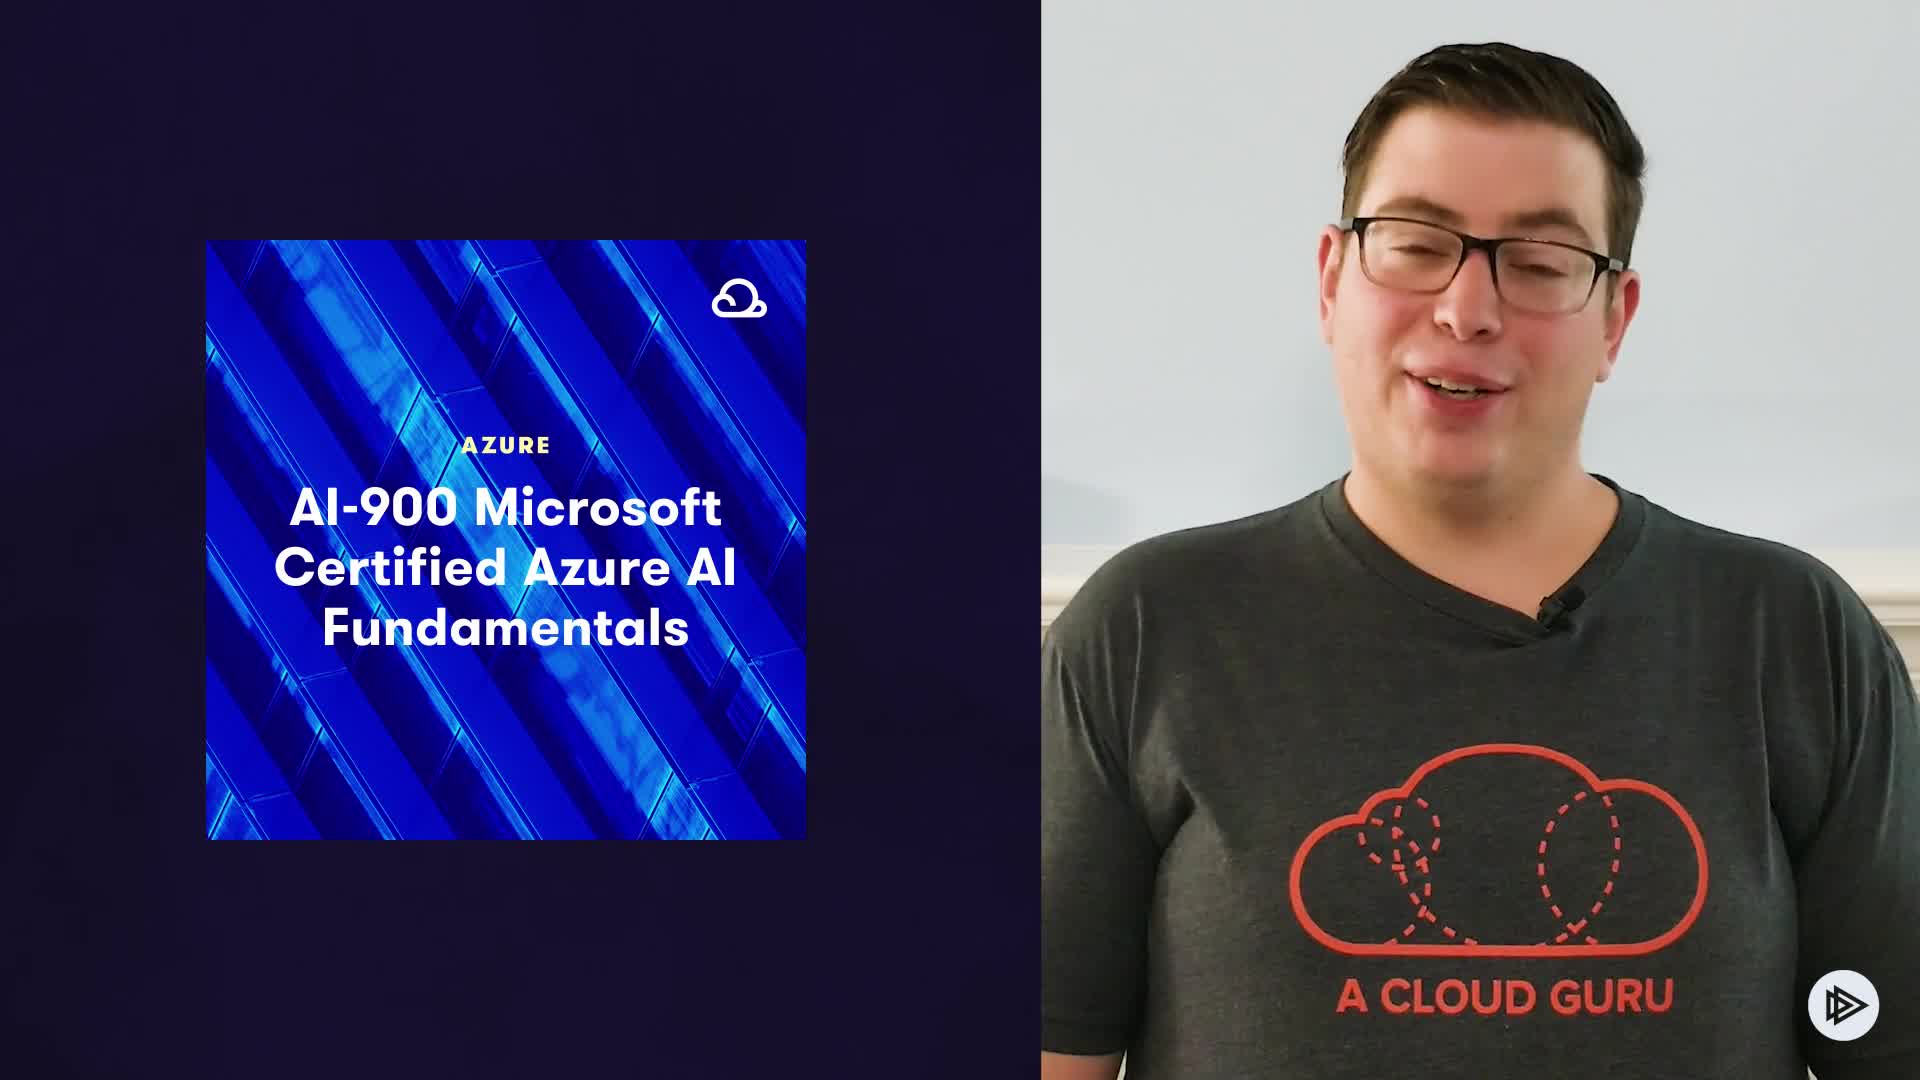 AZURE
AI-900 Microsoft
Certified Azure AI
Fundamentals
A CLOUD GURU